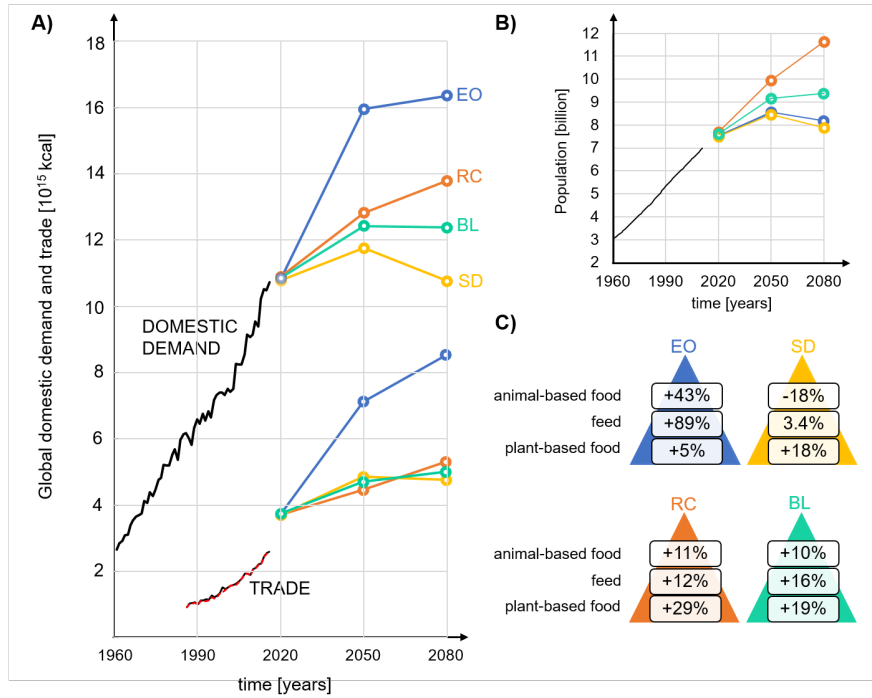 A)
Global domestic demand and trade [10¹⁵ kcal]
18
16
14
12
10
8
6
4
2
1960
1990
2020
2050
2080
time [years]
EO
RC
BL
SD
DOMESTIC
DEMAND
TRADE
B)
Population [billion]
12
11
10
9
8
7
6
5
4
3
2
1960
1990
2020
2050
2080
time [years]
C)
EO
SD
animal-based food
+43%
-18%
feed
+89%
3.4%
plant-based food
+5%
+18%
RC
BL
animal-based food
+11%
+10%
feed
+12%
+16%
plant-based food
+29%
+19%